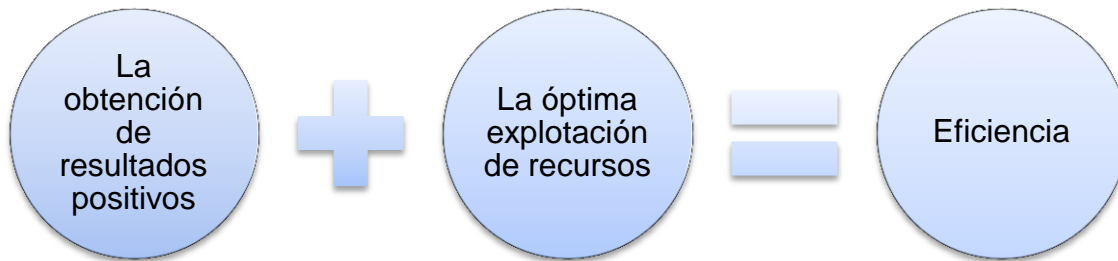 La
obtención
de
resultados
positivos
La óptima
explotación
de recursos
Eficiencia